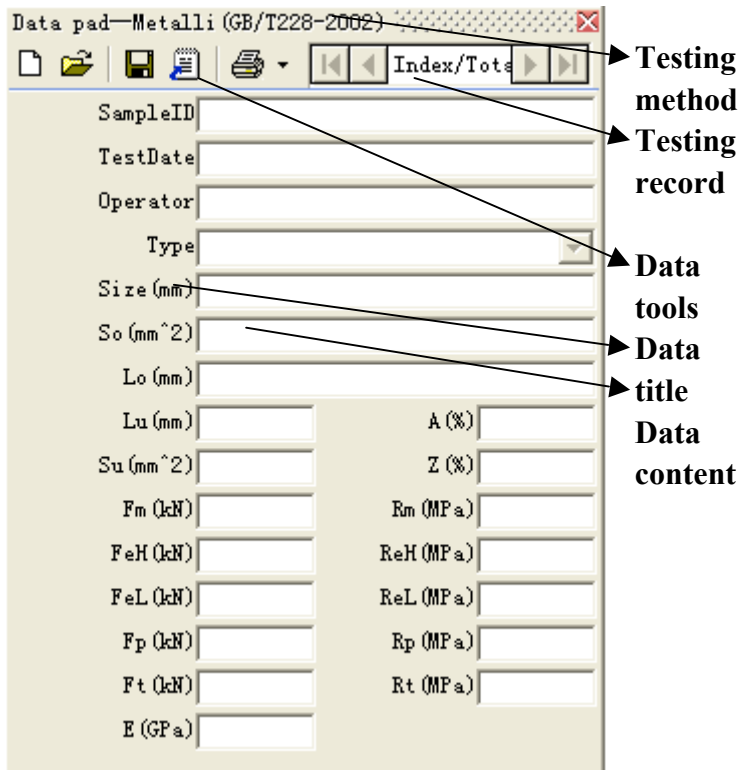 Data pad—Metalli (GB/T228-2002)
Index/Tota
SampleID
TestDate
Operator
Type
Size(mm)
So(mm^2)
Lo(mm)
Lu(mm) A(%)
Su(mm^2) Z(%)
Fm(kN) Rm(MPa)
FeH(kN) ReH(MPa)
FeL(kN) ReL(MPa)
Fp(kN) Rp(MPa)
Ft(kN) Rt(MPa)
E(GPa)
Testing
method
Testing
record
Data
tools
Data
title
Data
content